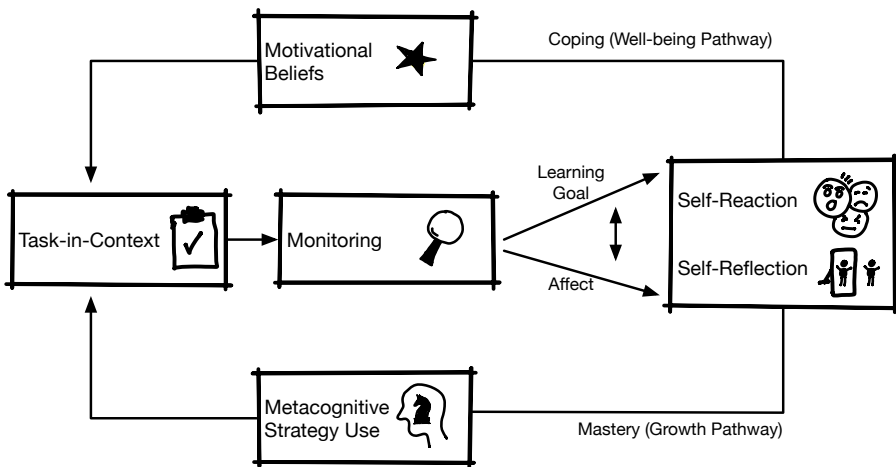 Motivational
Beliefs
Coping (Well-being Pathway)
Task-in-Context
Monitoring
Learning
Goal
Affect
Self-Reaction
Self-Reflection
Metacognitive
Strategy Use
Mastery (Growth Pathway)